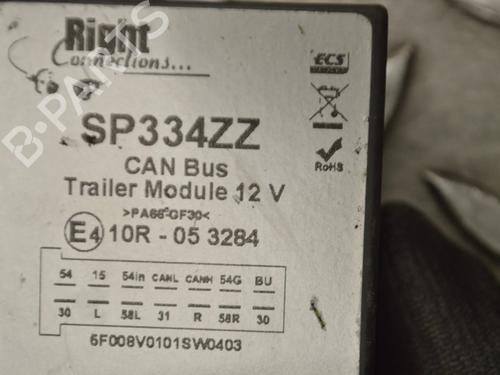 Right
Connections...
ECS
B-PARTS
SP334ZZ
CAN Bus
Trailer Module 12 V
RoHS
>PA66-GF30<
E4 10R - 05 3284
54 15 54in CANL CANH 54G BU
30 L 58L 31 R 58R 30
6F008V0101SW0403